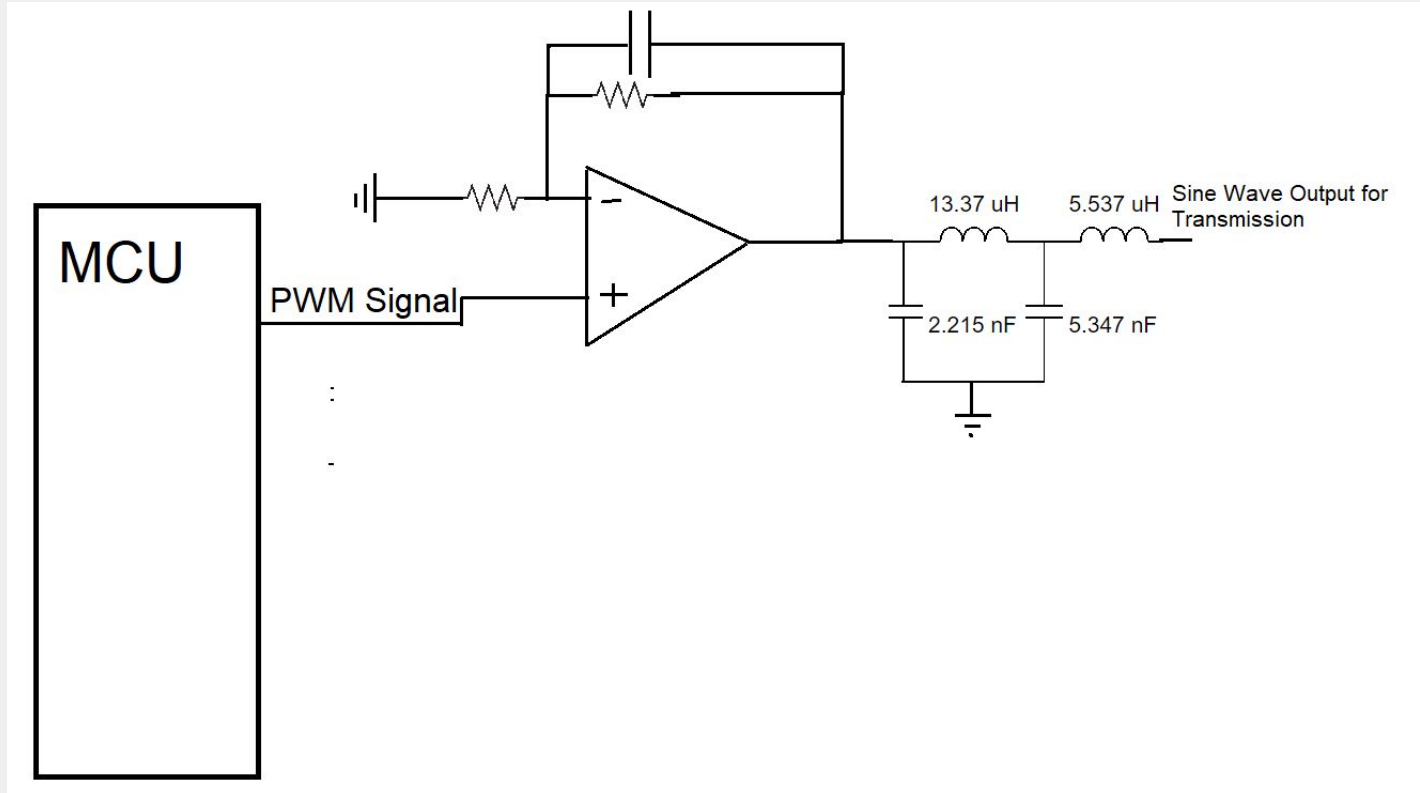 MCU
PWM Signal
-
+
13.37 uH
5.537 uH
Sine Wave Output for
Transmission
2.215 nF
5.347 nF